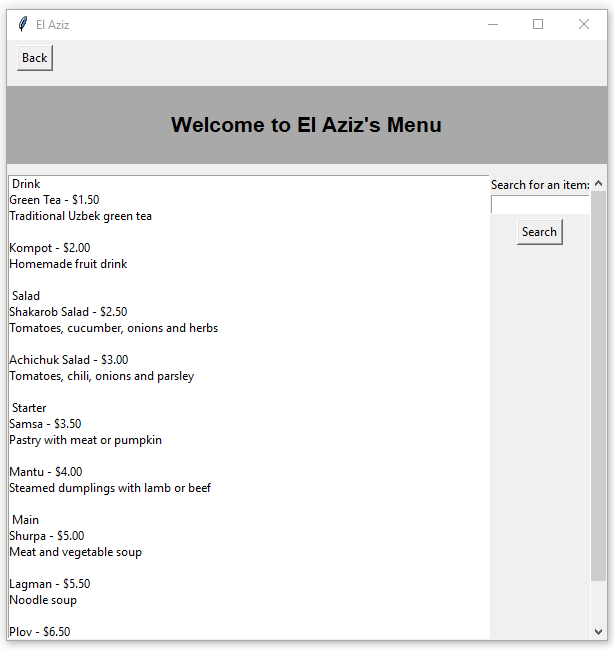 El Aziz
Back
Welcome to El Aziz's Menu
Drink
Green Tea - $1.50
Traditional Uzbek green tea
Kompot - $2.00
Homemade fruit drink
Salad
Shakarob Salad - $2.50
Tomatoes, cucumber, onions and herbs
Achichuk Salad - $3.00
Tomatoes, chili, onions and parsley
Starter
Samsa - $3.50
Pastry with meat or pumpkin
Mantu - $4.00
Steamed dumplings with lamb or beef
Main
Shurpa - $5.00
Meat and vegetable soup
Lagman - $5.50
Noodle soup
Plov - $6.50
Search for an item:
Search